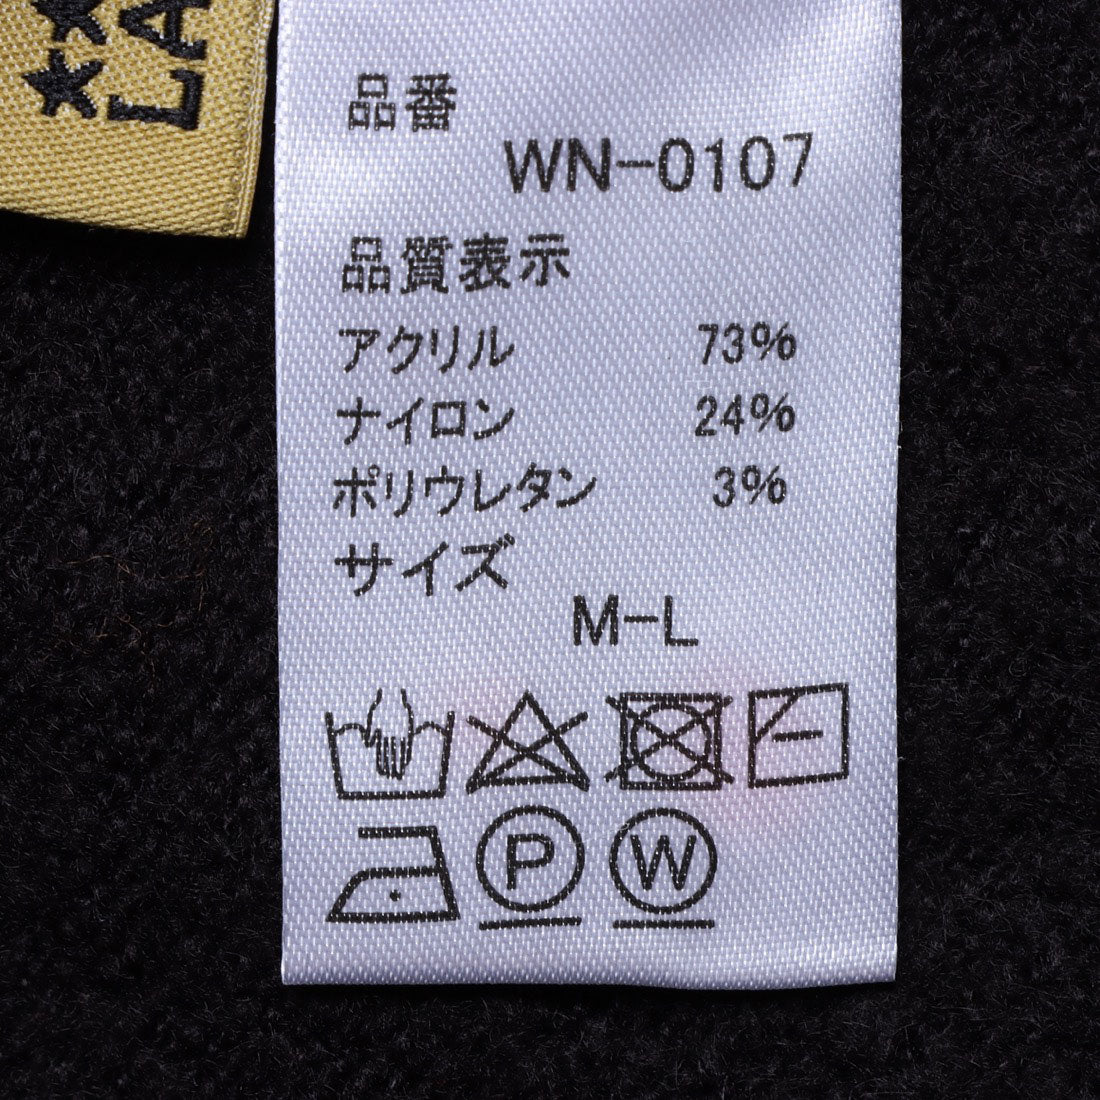 ★★
LA
品番
WN-0107
品質表示
アクリル 73%
ナイロン 24%
ポリウレタン 3%
サイズ
M-L
P W